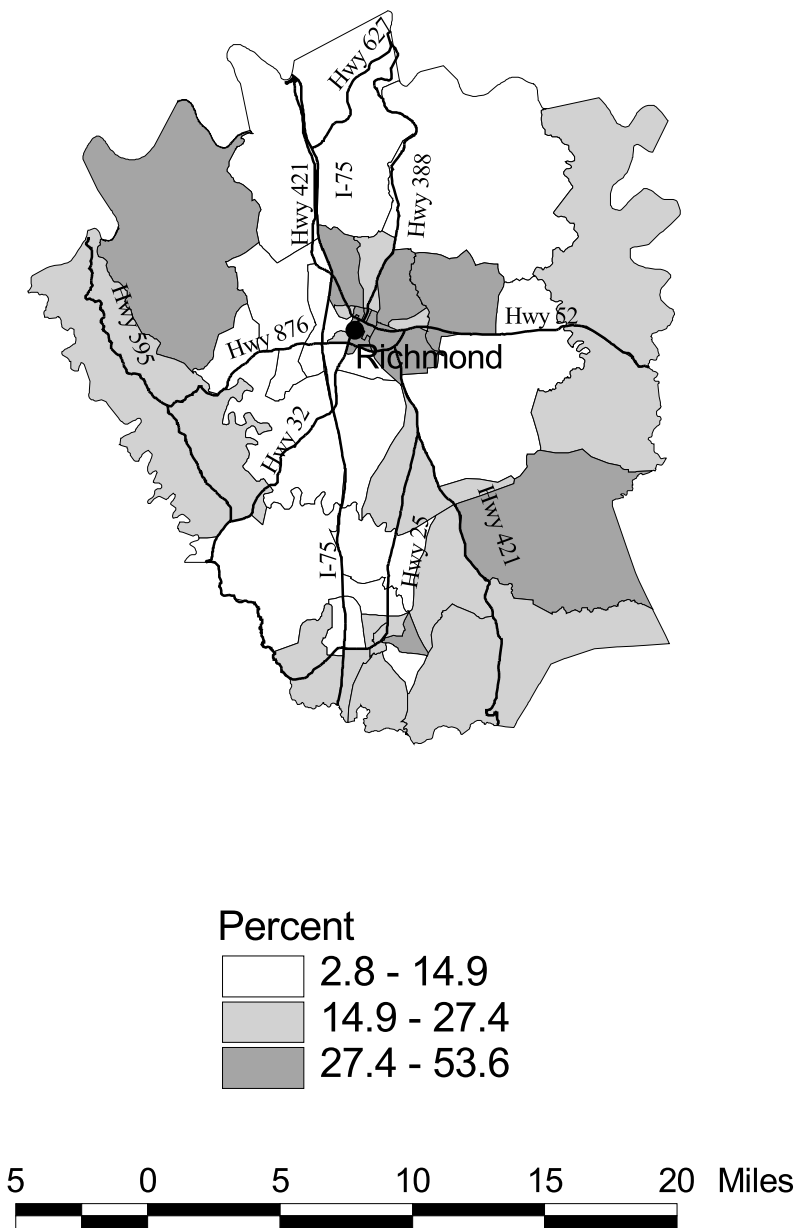 Hwy 627
Hwy 421
I-75
Hwy 388
Hwy 595
Hwy 876
Hwy 52
Richmond
Hwy 32
Hwy 421
I-75
Hwy 25
Percent
2.8 - 14.9
14.9 - 27.4
27.4 - 53.6
5 0 5 10 15 20 Miles